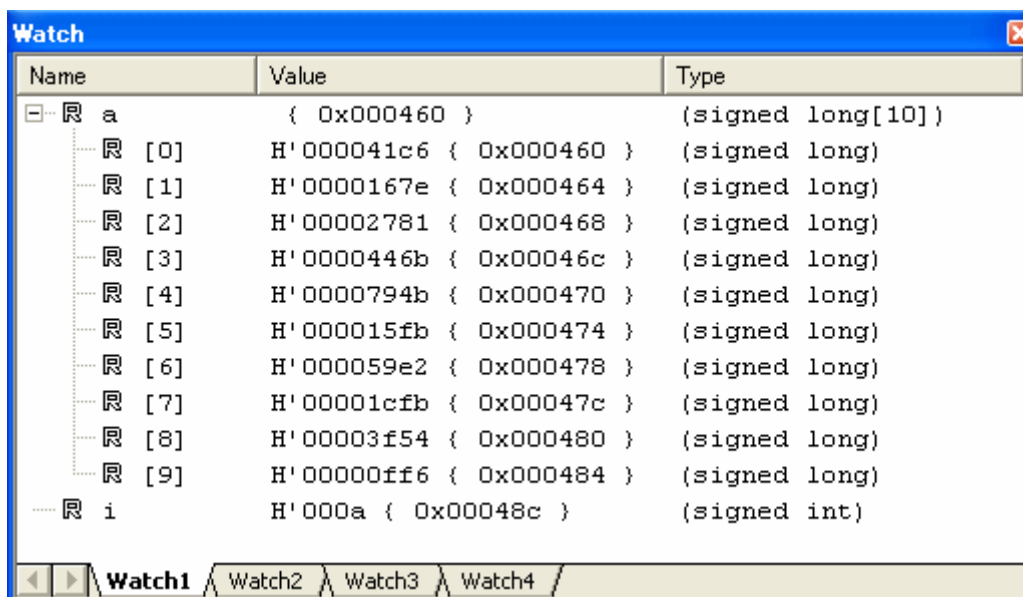 Watch
Name Value Type
R a { 0x000460 } (signed long[10])
R [0] H'000041c6 { 0x000460 } (signed long)
R [1] H'0000167e { 0x000464 } (signed long)
R [2] H'00002781 { 0x000468 } (signed long)
R [3] H'0000446b { 0x00046c } (signed long)
R [4] H'0000794b { 0x000470 } (signed long)
R [5] H'000015fb { 0x000474 } (signed long)
R [6] H'000059e2 { 0x000478 } (signed long)
R [7] H'00001cfb { 0x00047c } (signed long)
R [8] H'00003f54 { 0x000480 } (signed long)
R [9] H'00000ff6 { 0x000484 } (signed long)
R i H'000a { 0x00048c } (signed int)
Watch1 Watch2 Watch3 Watch4